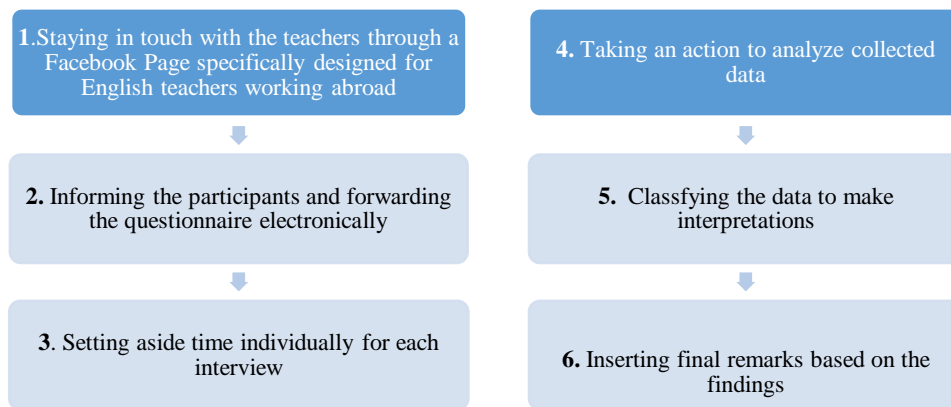 1.Staying in touch with the teachers through a
Facebook Page specifically designed for
English teachers working abroad
2. Informing the participants and forwarding
the questionnaire electronically
3. Setting aside time individually for each
interview
4. Taking an action to analyze collected
data
5. Classfying the data to make
interpretations
6. Inserting final remarks based on the
findings